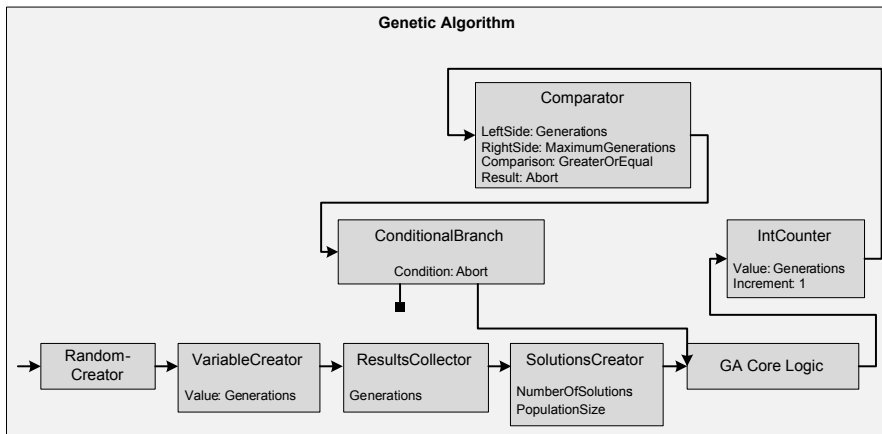 Genetic Algorithm
Comparator
LeftSide: Generations
RightSide: MaximumGenerations
Comparison: GreaterOrEqual
Result: Abort
ConditionalBranch
Condition: Abort
IntCounter
Value: Generations
Increment: 1
Random-
Creator
VariableCreator
Value: Generations
ResultsCollector
Generations
SolutionsCreator
NumberOfSolutions
PopulationSize
GA Core Logic